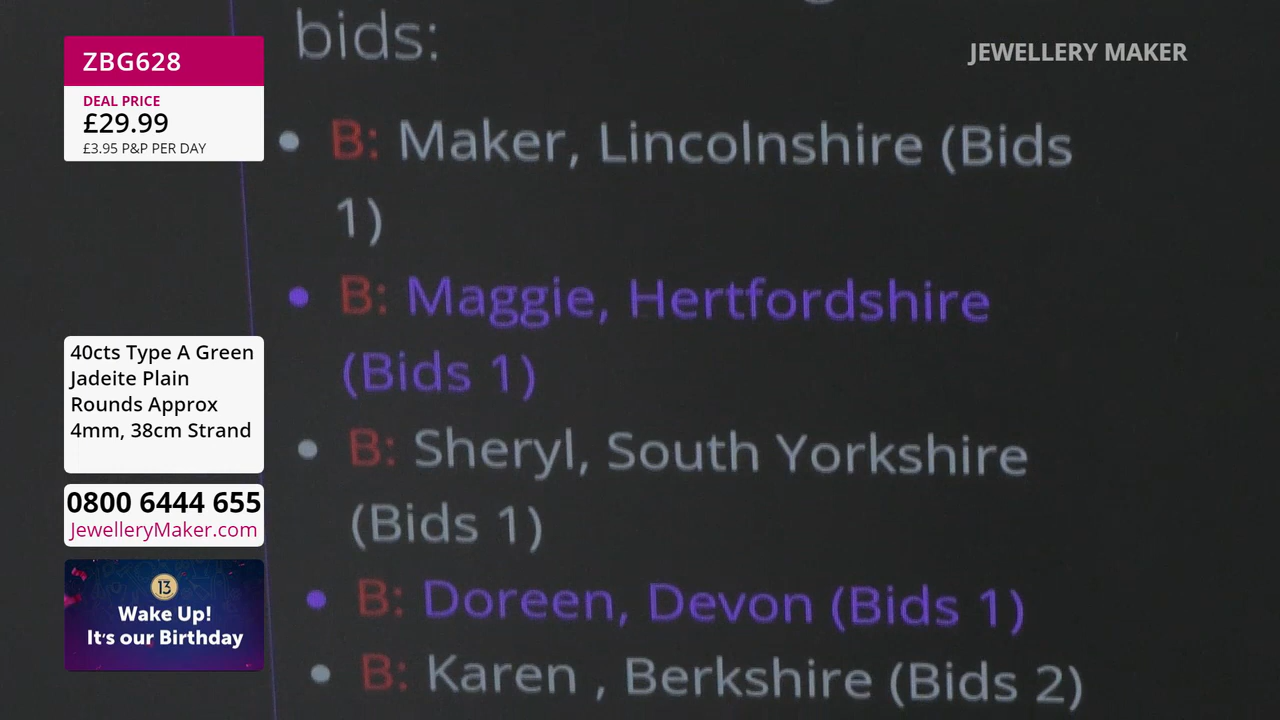 ZBG628
DEAL PRICE
£29.99
£3.95 P&P PER DAY
40cts Type A Green
Jadeite Plain
Rounds Approx
4mm, 38cm Strand
0800 6444 655
JewelleryMaker.com
13
Wake Up!
It's our Birthday
JEWELLERY MAKER
bids:
• B: Maker, Lincolnshire (Bids
1)
• B: Maggie, Hertfordshire
(Bids 1)
• B: Sheryl, South Yorkshire
(Bids 1)
• B: Doreen, Devon (Bids 1)
• B: Karen , Berkshire (Bids 2)